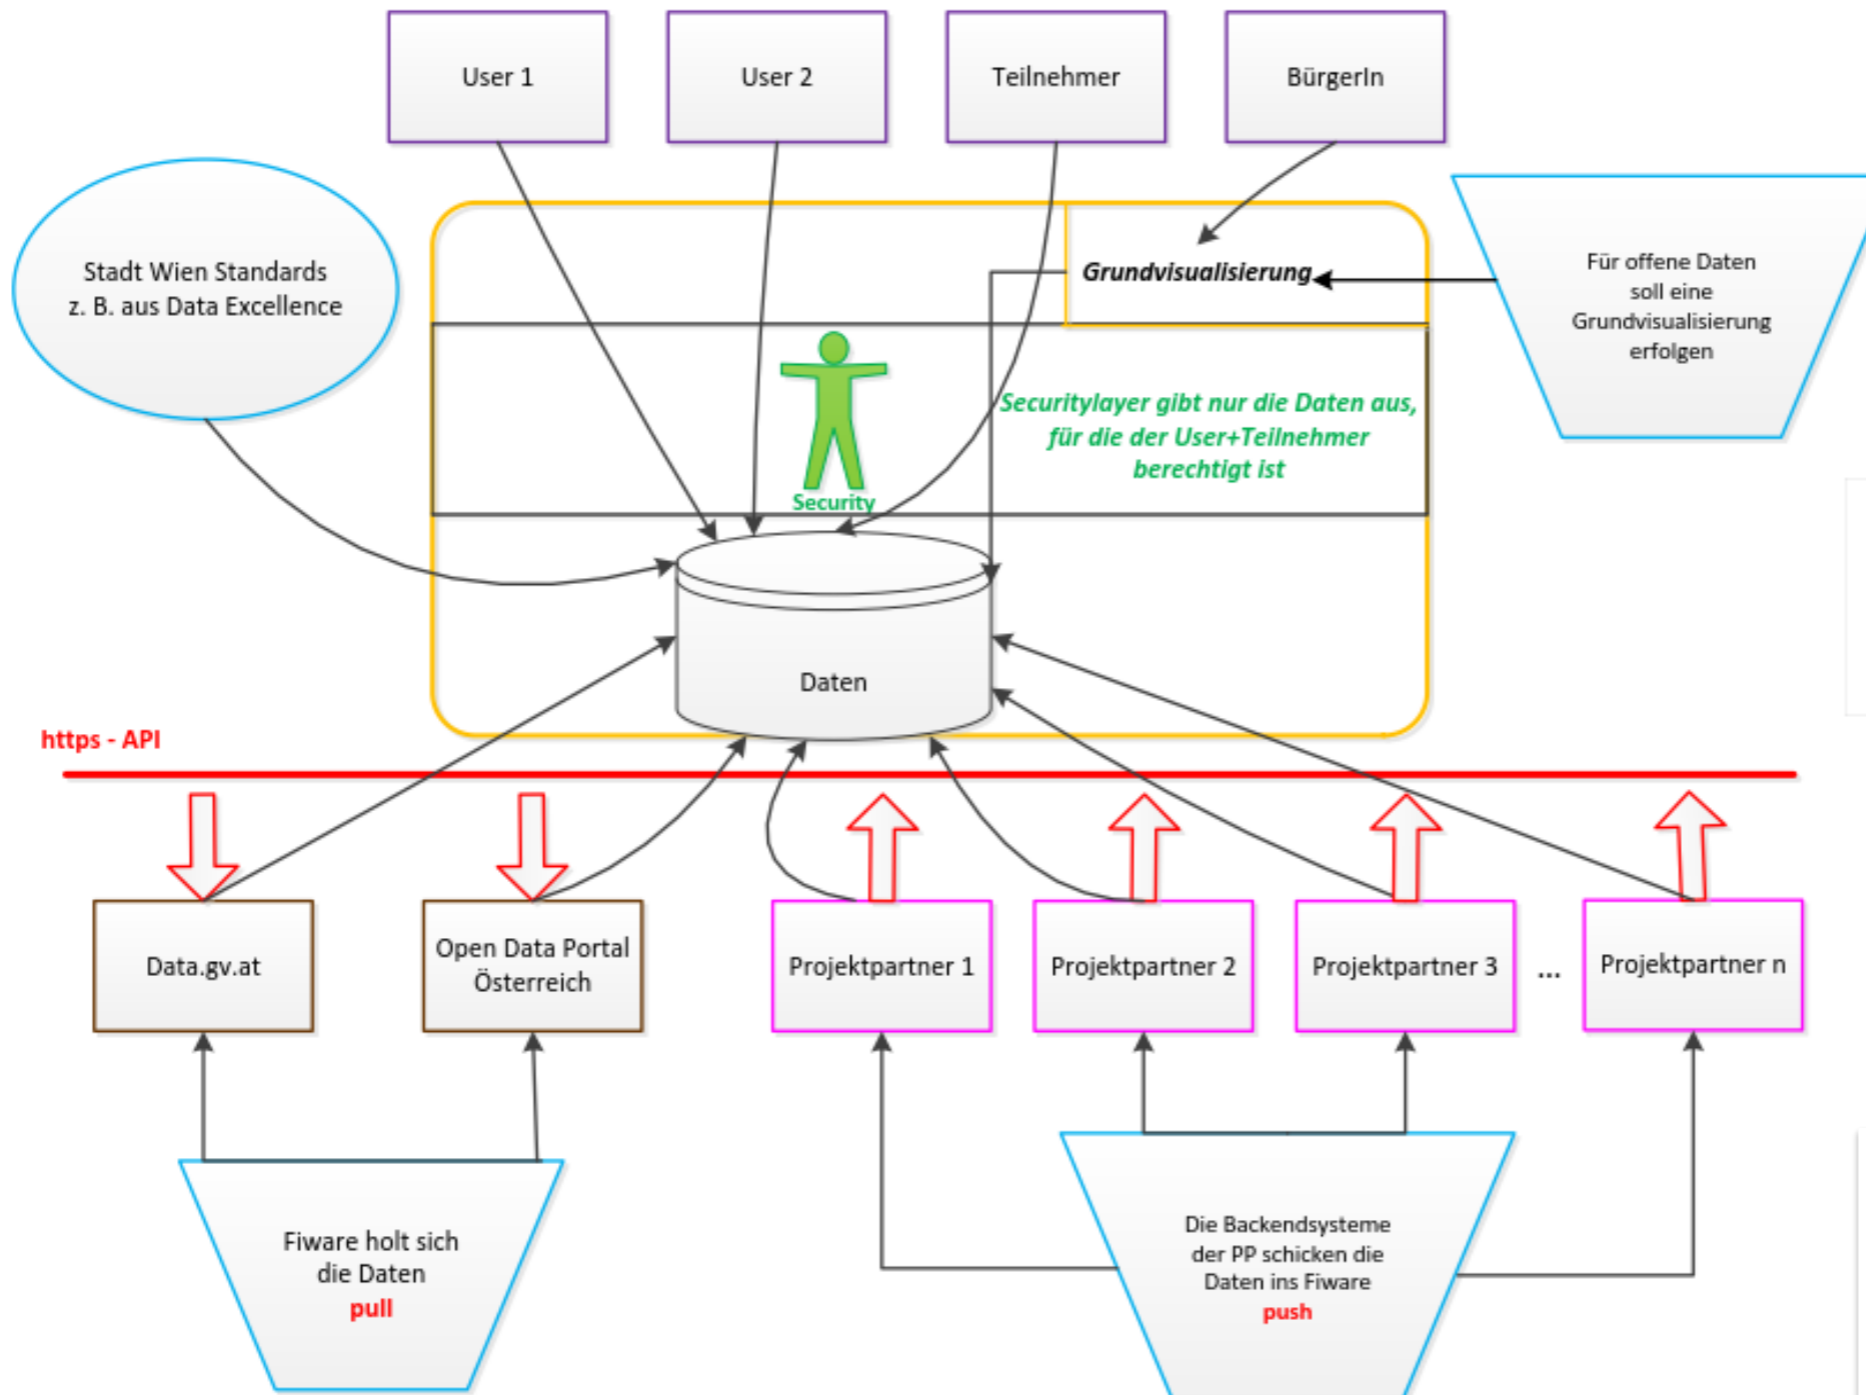 User 1
User 2
Teilnehmer
BürgerIn
Stadt Wien Standards
z. B. aus Data Excellence
Grundvisualisierung
Für offene Daten
soll eine
Grundvisualisierung
erfolgen
Securitylayer gibt nur die Daten aus,
für die der User+Teilnehmer
berechtigt ist
Security
Daten
https - API
Data.gv.at
Open Data Portal
Österreich
Projektpartner 1
Projektpartner 2
Projektpartner 3
...
Projektpartner n
Fiware holt sich
die Daten
pull
Die Backendsysteme
der PP schicken die
Daten ins Fiware
push